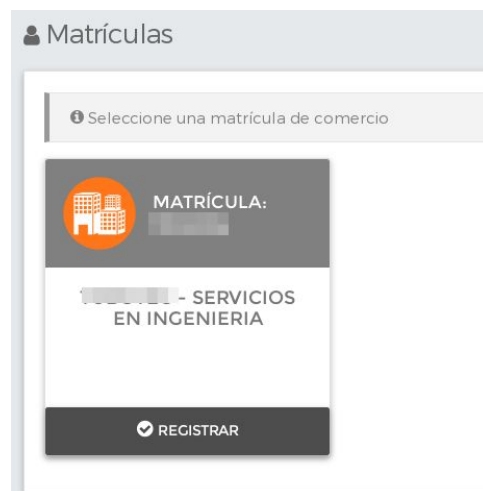 Matrículas
Seleccione una matrícula de comercio
MATRÍCULA:
- SERVICIOS
EN INGENIERIA
REGISTRAR